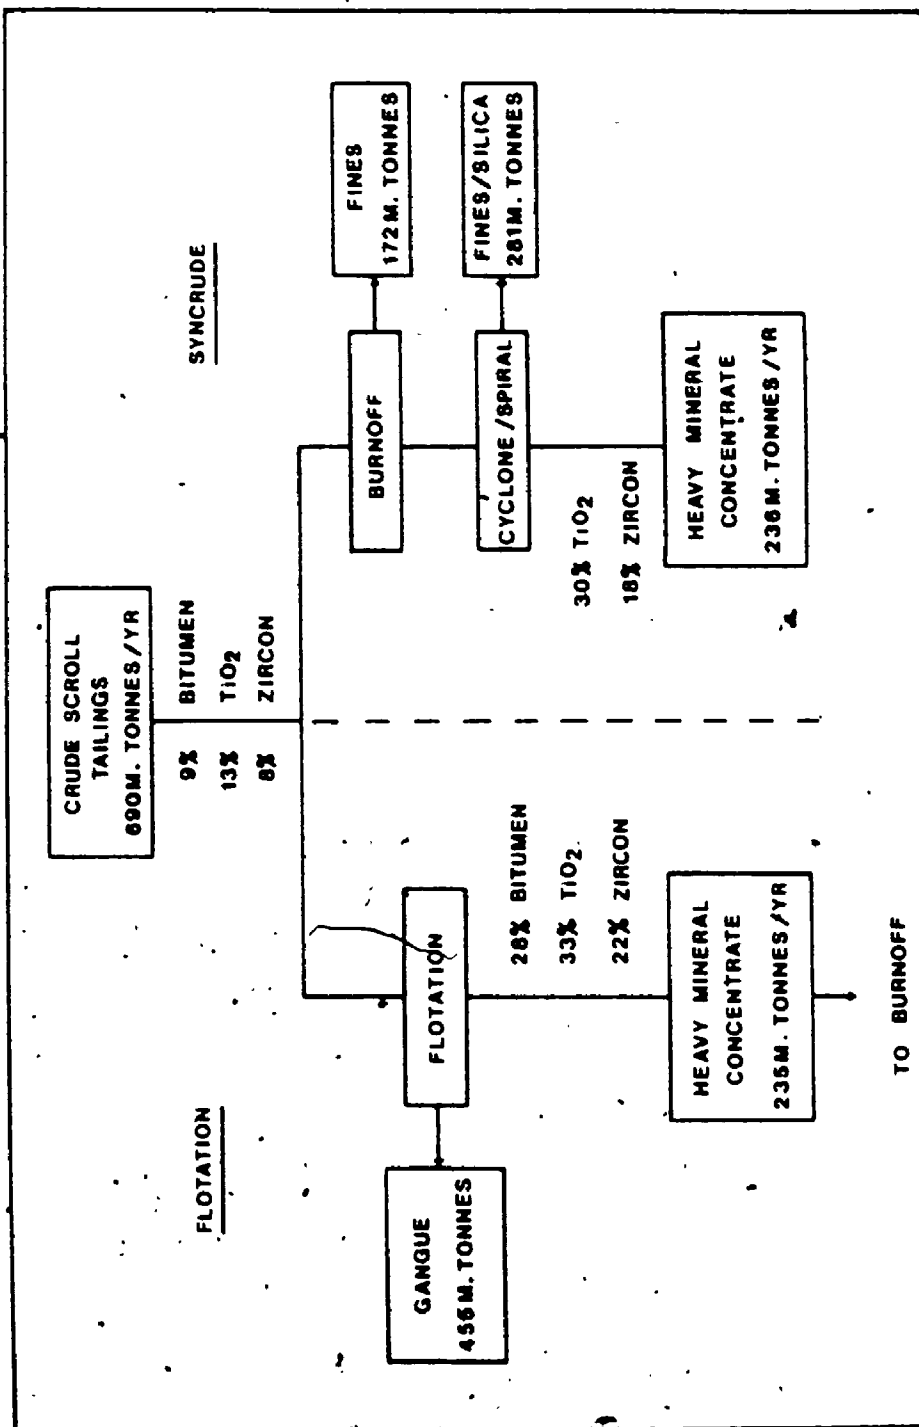 CRUDE SCROLL
TAILINGS
690M. TONNES/YR
FLOTATION
SYNCRUDE
9% BITUMEN
13% TiO2
8% ZIRCON
GANGUE
455M. TONNES
FLOTATION
28% BITUMEN
33% TiO2
22% ZIRCON
HEAVY MINERAL
CONCENTRATE
235M. TONNES/YR
TO BURNOFF
BURNOFF
FINES
172M. TONNES
CYCLONE/SPIRAL
FINES/SILICA
281M. TONNES
30% TiO2
18% ZIRCON
HEAVY MINERAL
CONCENTRATE
236M. TONNES/YR